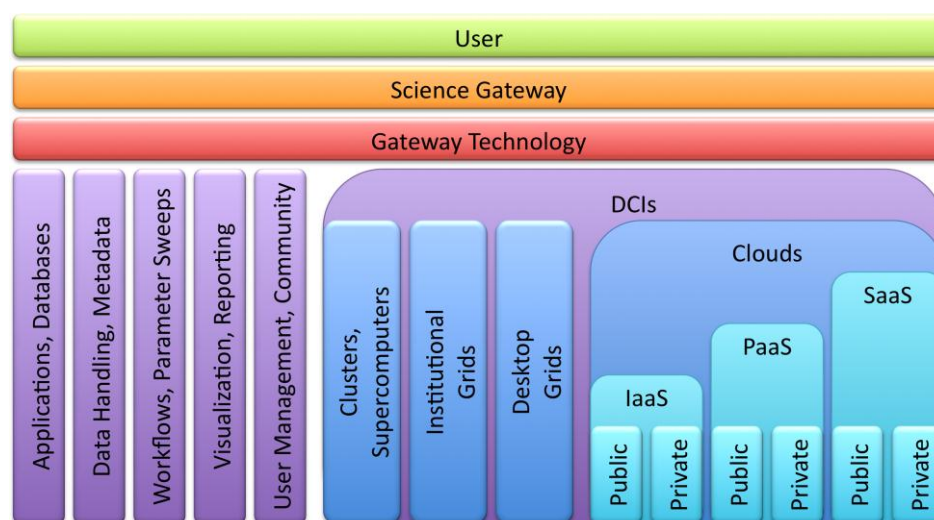 User
Science Gateway
Gateway Technology
Applications, Databases
Data Handling, Metadata
Workflows, Parameter Sweeps
Visualization, Reporting
User Management, Community
DCIs
Clusters,
Supercomputers
Institutional
Grids
Desktop
Grids
Clouds
IaaS
Public
Private
PaaS
Public
Private
SaaS
Public
Private